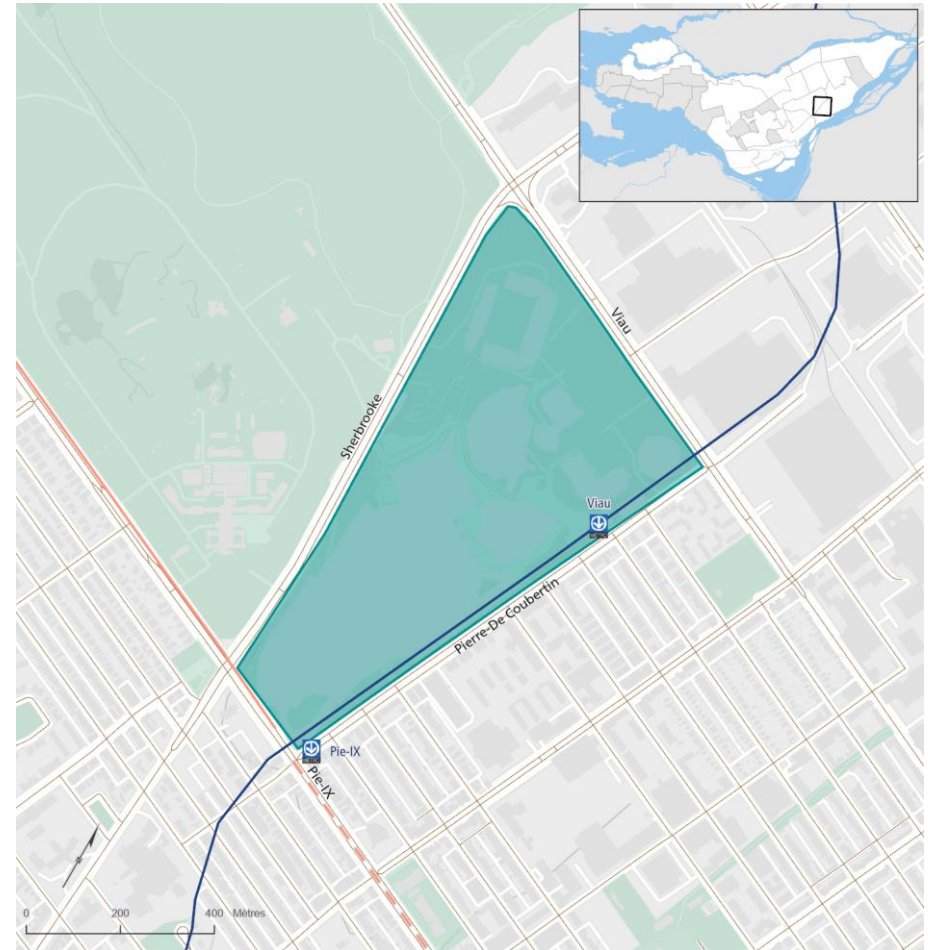 Viau
Sherbrooke
Viau
Pierre-De Coubertin
Pie-IX
Pie-IX
0 200 400 Mètres